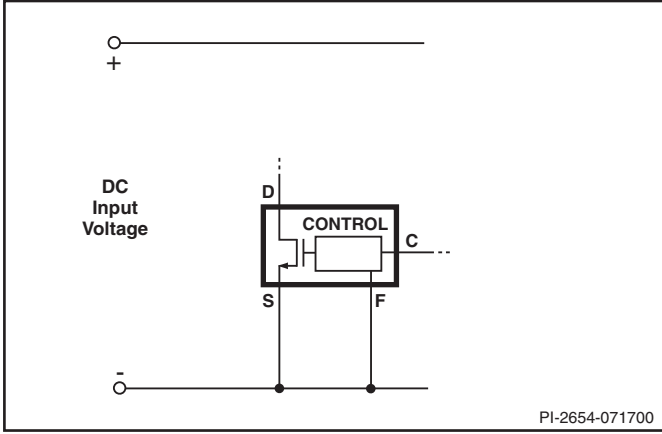 +
D
DC
Input
Voltage
CONTROL
C
S
F
-
PI-2654-071700